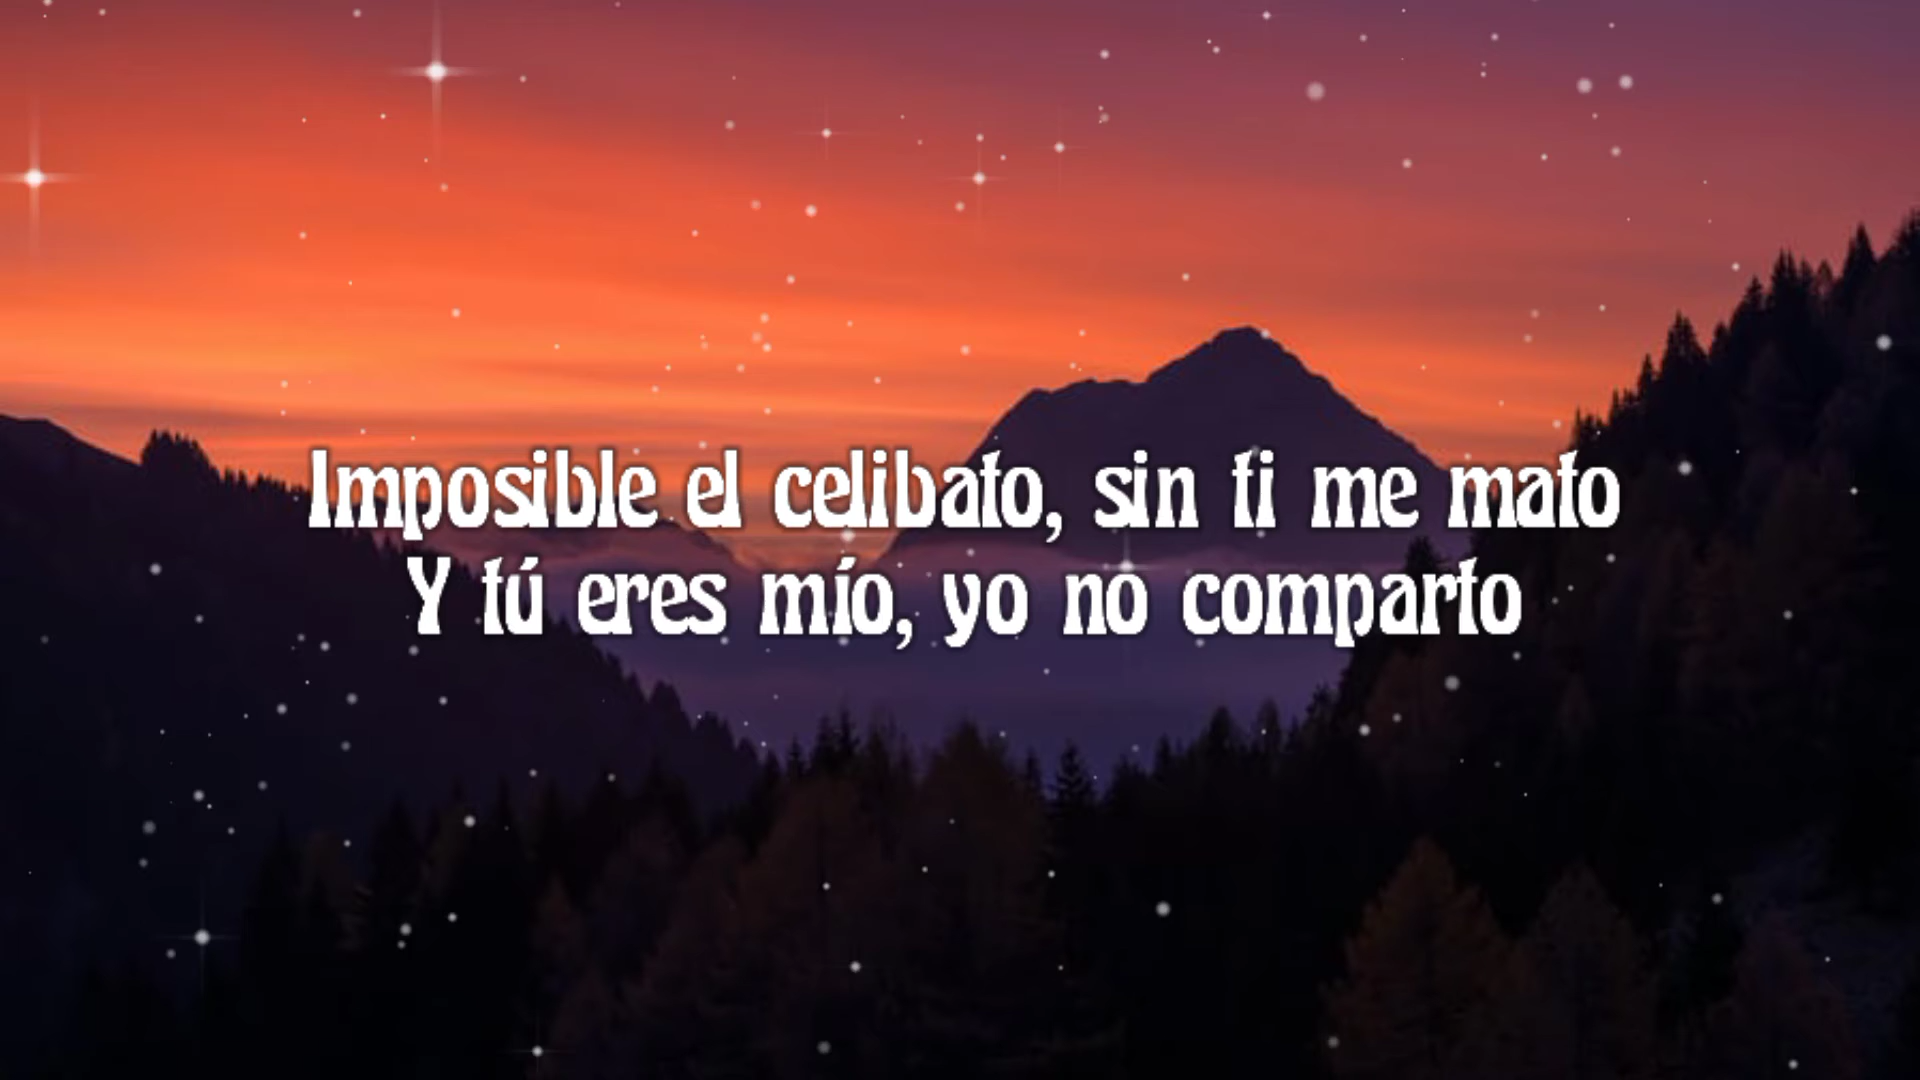 Imposible el celibato, sin ti me mato
Y tú eres mío, yo no comparto